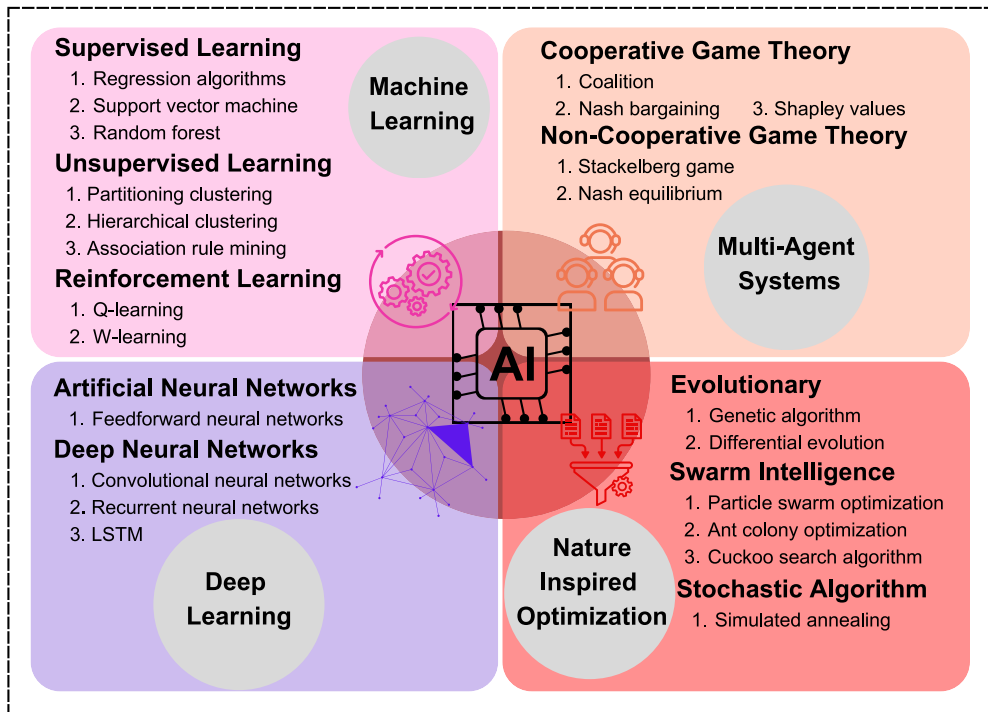 Supervised Learning
1. Regression algorithms
2. Support vector machine
3. Random forest
Unsupervised Learning
1. Partitioning clustering
2. Hierarchical clustering
3. Association rule mining
Reinforcement Learning
1. Q-learning
2. W-learning
Machine
Learning
Cooperative Game Theory
1. Coalition
2. Nash bargaining 3. Shapley values
Non-Cooperative Game Theory
1. Stackelberg game
2. Nash equilibrium
Multi-Agent
Systems
AI
Artificial Neural Networks
1. Feedforward neural networks
Deep Neural Networks
1. Convolutional neural networks
2. Recurrent neural networks
3. LSTM
Deep
Learning
Evolutionary
1. Genetic algorithm
2. Differential evolution
Swarm Intelligence
1. Particle swarm optimization
2. Ant colony optimization
3. Cuckoo search algorithm
Stochastic Algorithm
1. Simulated annealing
Nature
Inspired
Optimization